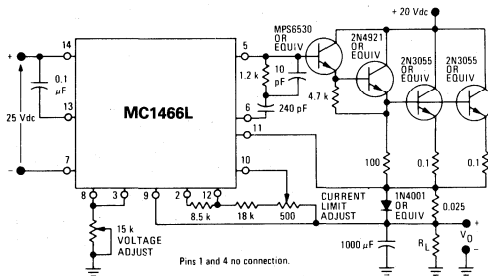 + 20 Vdc
MPS6530
OR
EQUIV
2N4921
OR
EQUIV
2N3055
OR
EQUIV
2N3055
OR
EQUIV
14
5
+
0.1
μF
1.2 k
10
pF
4.7 k
6
240 pF
13
MC1466L
11
25 Vdc
10
100
0.1
0.1
7
-
8
3
9
2
12
CURRENT
LIMIT
ADJUST
1N4001
OR
EQUIV
0.025
8.5 k
18 k
500
15 k
VOLTAGE
ADJUST
1000 μF
RL
+
VO
-
Pins 1 and 4 no connection.